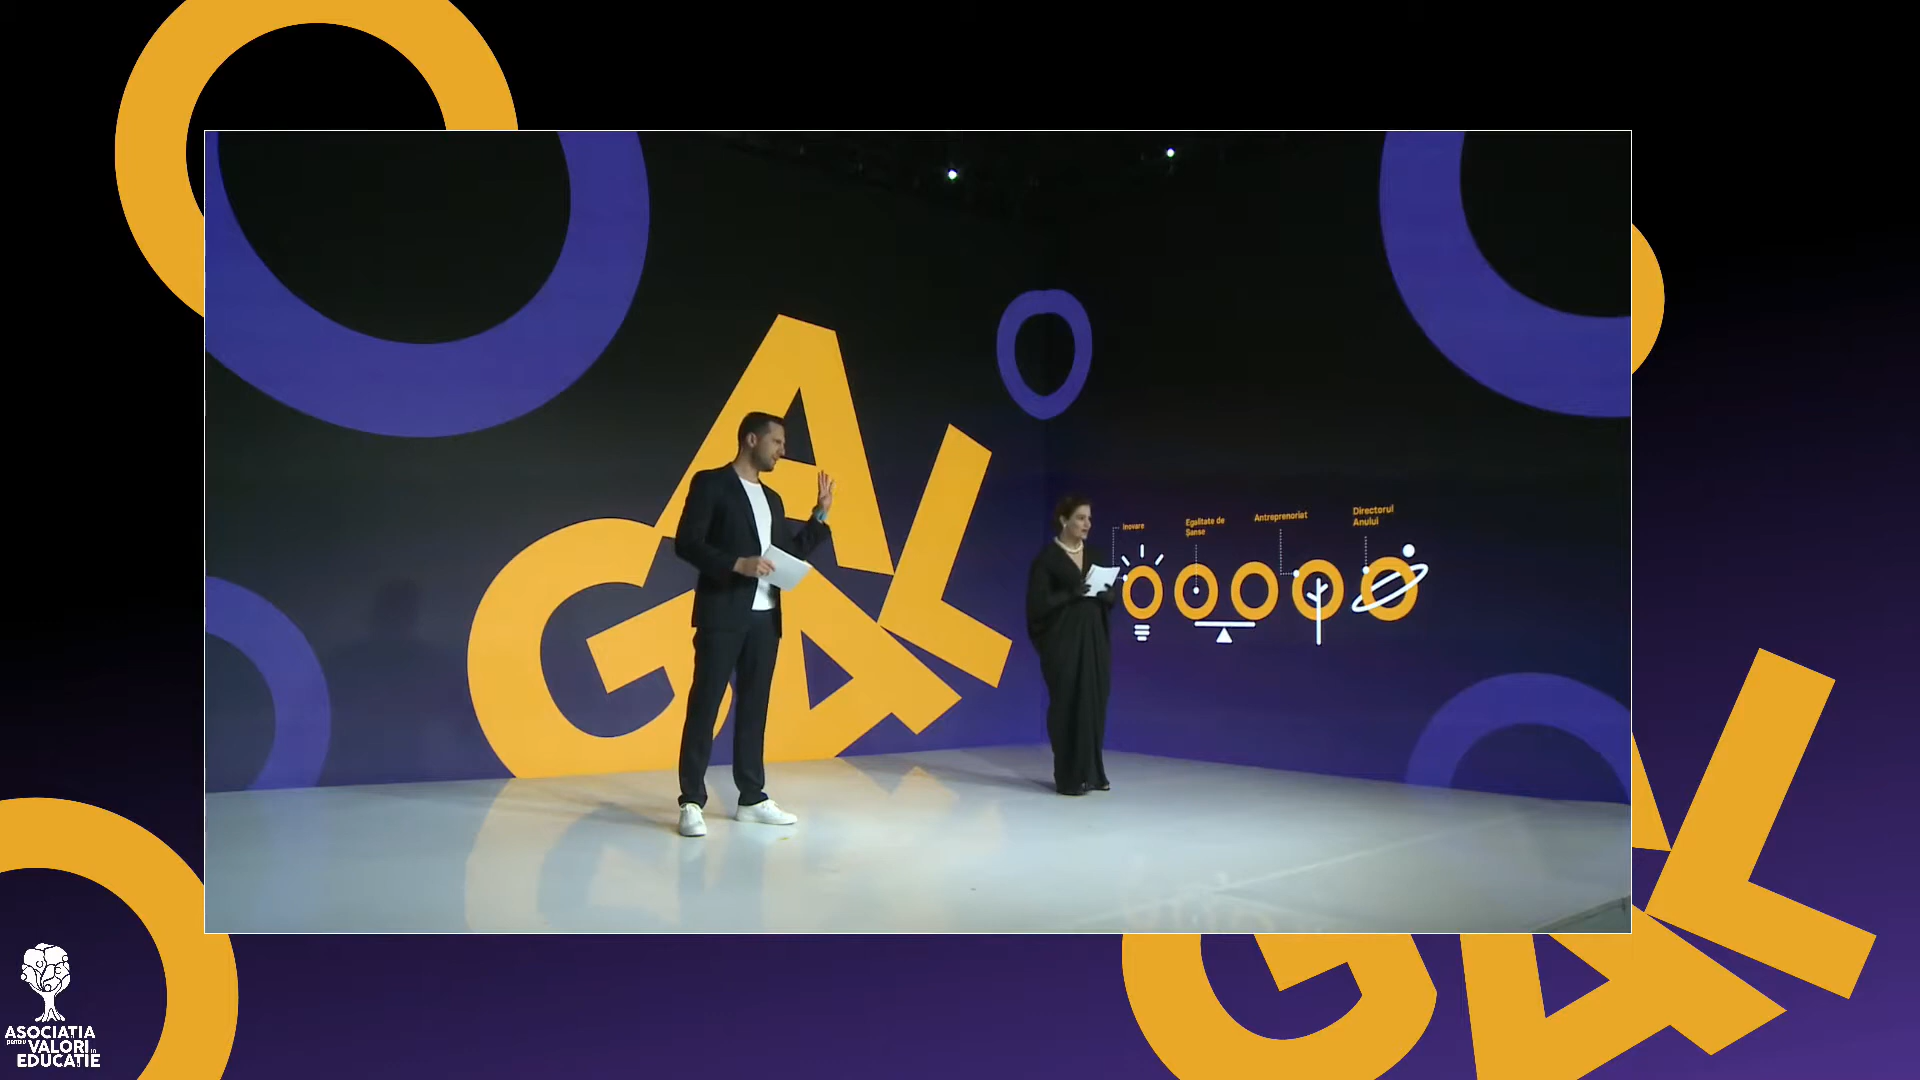 GALA
Inovare
Egalitate de
Șanse
Antreprenoriat
Directorul
Anului
GAL
ASOCIATIA
pentru VALORI în
EDUCATIE